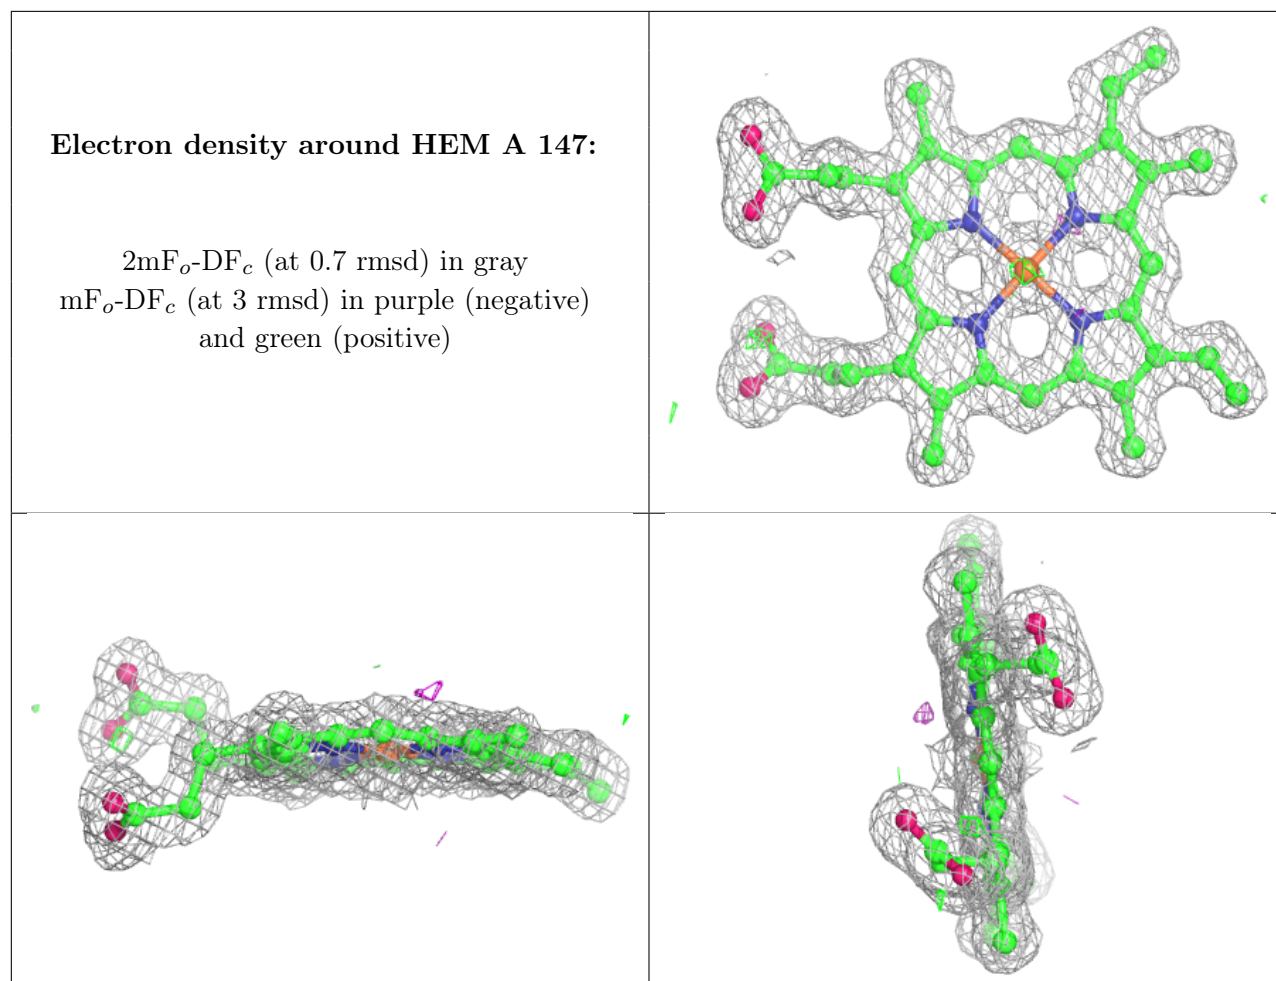 Electron density around HEM A 147:
2mFₒ-DF𝒸 (at 0.7 rmsd) in gray
mFₒ-DF𝒸 (at 3 rmsd) in purple (negative)
and green (positive)